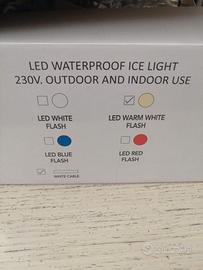 LED WATERPROOF ICE LIGHT
230V. OUTDOOR AND INDOOR USE
LED WHITE
FLASH
LED WARM WHITE
FLASH
LED BLUE
FLASH
LED RED
FLASH
WHITE CABLE